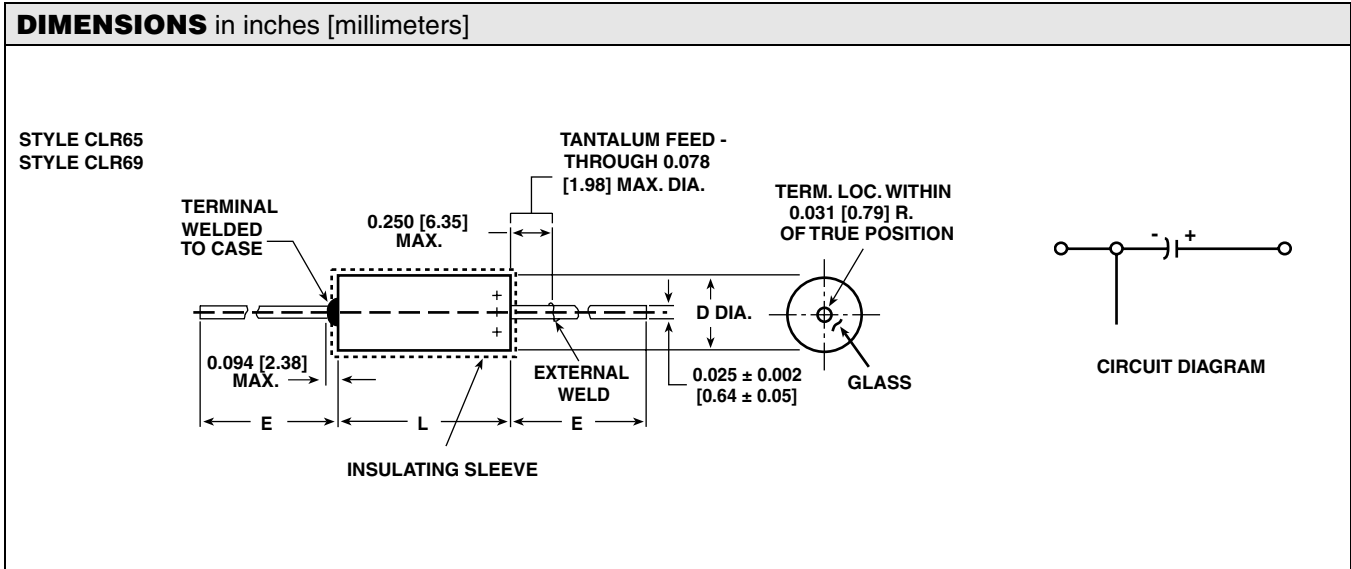 DIMENSIONS in inches [millimeters]
STYLE CLR65
STYLE CLR69
TERMINAL
WELDED
TO CASE
0.250 [6.35]
MAX.
TANTALUM FEED -
THROUGH 0.078
[1.98] MAX. DIA.
TERM. LOC. WITHIN
0.031 [0.79] R.
OF TRUE POSITION
- +
+
+
D DIA.
0.094 [2.38]
MAX.
EXTERNAL
WELD
0.025 ± 0.002
[0.64 ± 0.05]
GLASS
CIRCUIT DIAGRAM
E
L
E
INSULATING SLEEVE